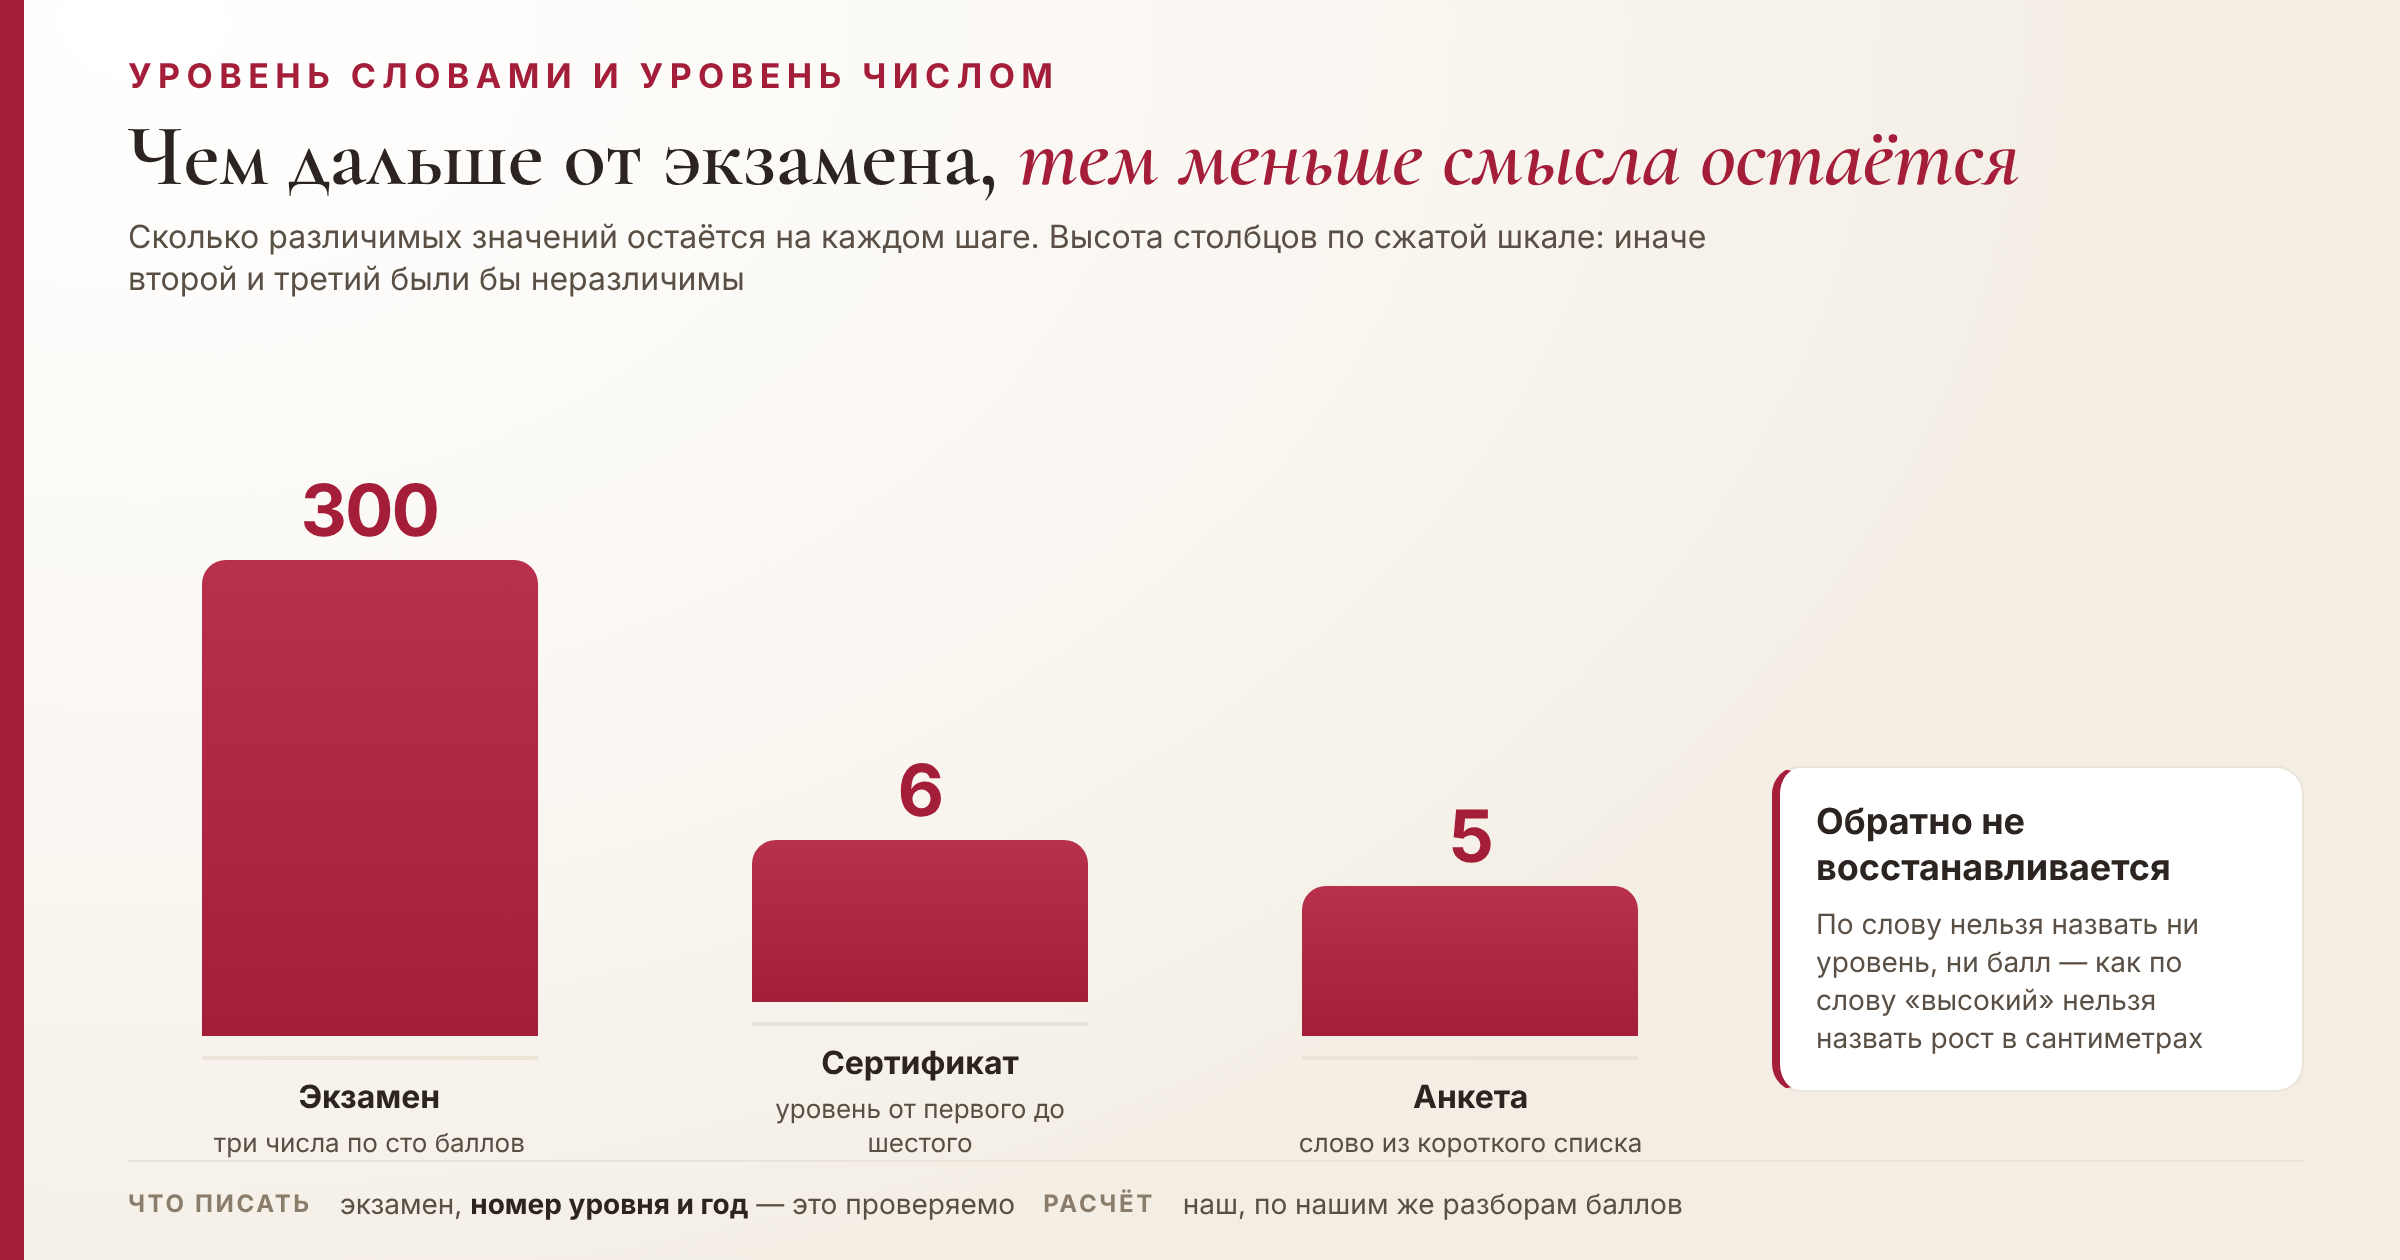 УРОВЕНЬ СЛОВАМИ И УРОВЕНЬ ЧИСЛОМ
Чем дальше от экзамена, тем меньше смысла остаётся
Сколько различимых значений остаётся на каждом шаге. Высота столбцов по сжатой шкале: иначе
второй и третий были бы неразличимы
300
Экзамен
три числа по сто баллов
6
Сертификат
уровень от первого до
шестого
5
Анкета
слово из короткого списка
Обратно не
восстанавливается
По слову нельзя назвать ни
уровень, ни балл — как по
слову «высокий» нельзя
назвать рост в сантиметрах
ЧТО ПИСАТЬ экзамен, номер уровня и год — это проверяемо РАСЧЁТ наш, по нашим же разборам баллов